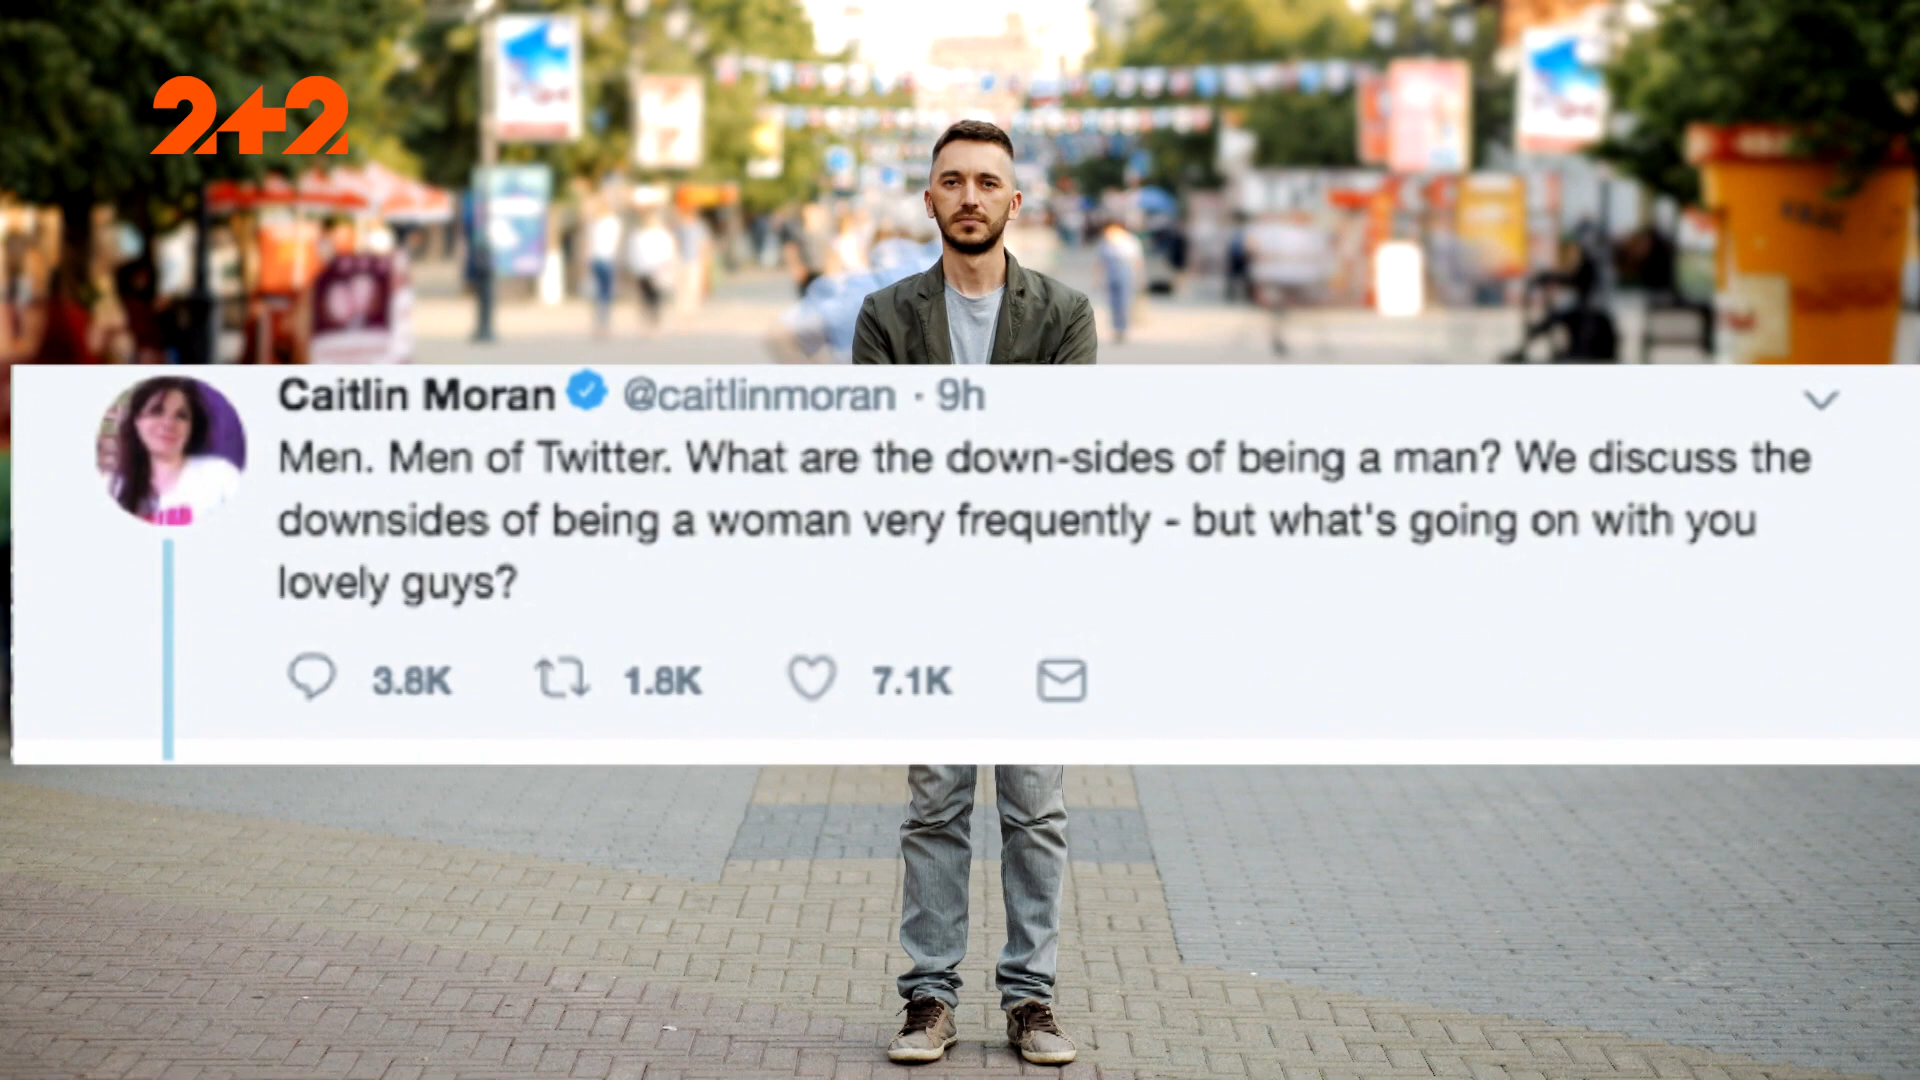 2+2
Caitlin Moran @caitlinmoran · 9h
Men. Men of Twitter. What are the down-sides of being a man? We discuss the
downsides of being a woman very frequently - but what's going on with you
lovely guys?
3.8K 1.8K 7.1K